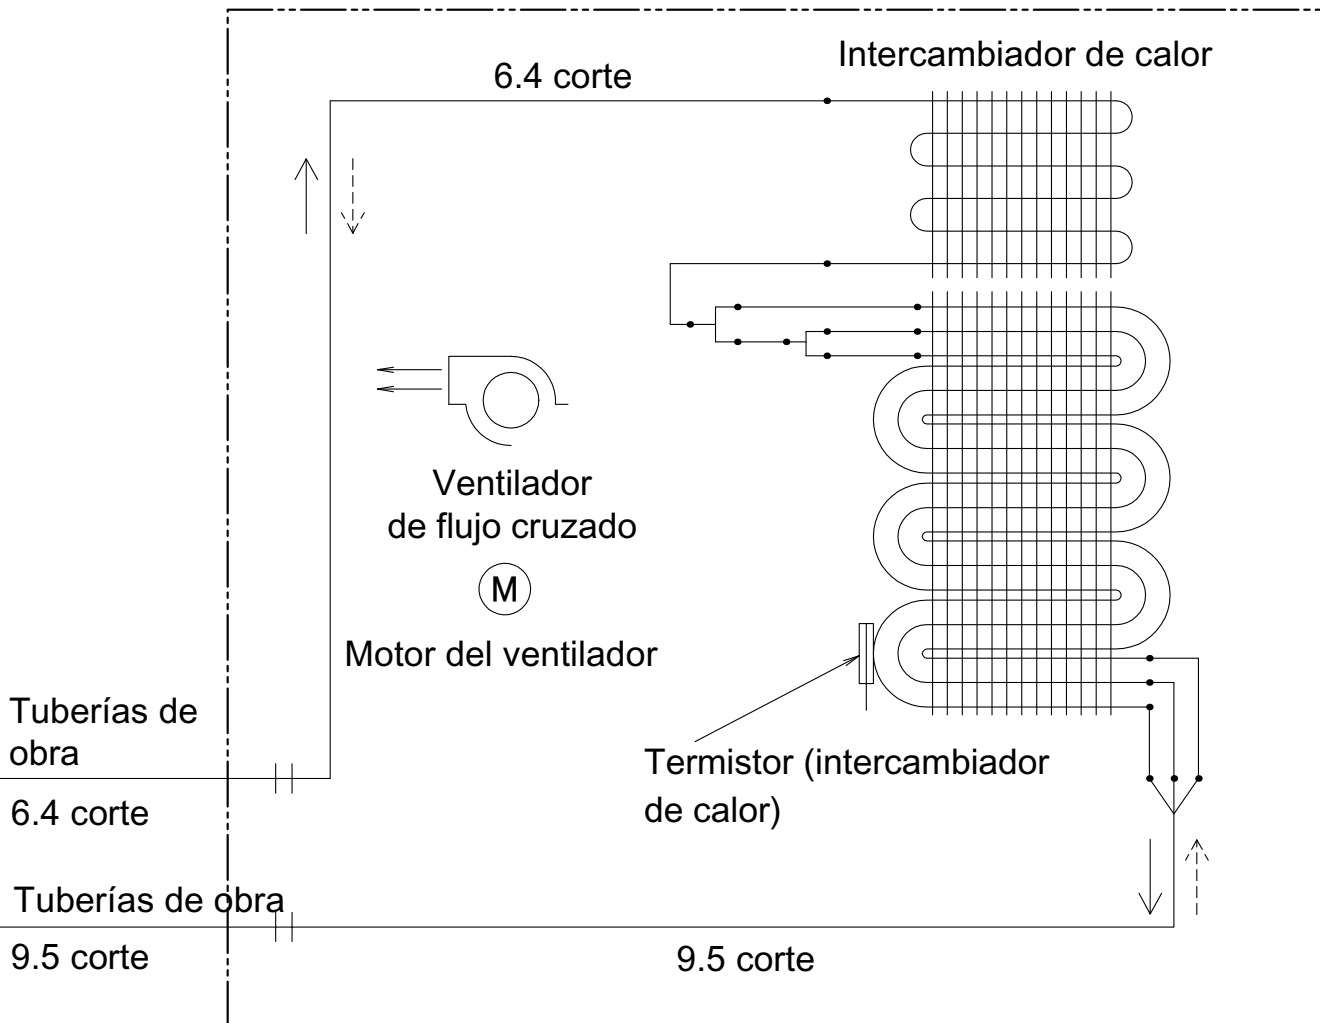 Intercambiador de calor
6.4 corte
Ventilador
de flujo cruzado
M
Motor del ventilador
Tuberías de
obra
6.4 corte
Termistor (intercambiador
de calor)
Tuberías de obra
9.5 corte
9.5 corte